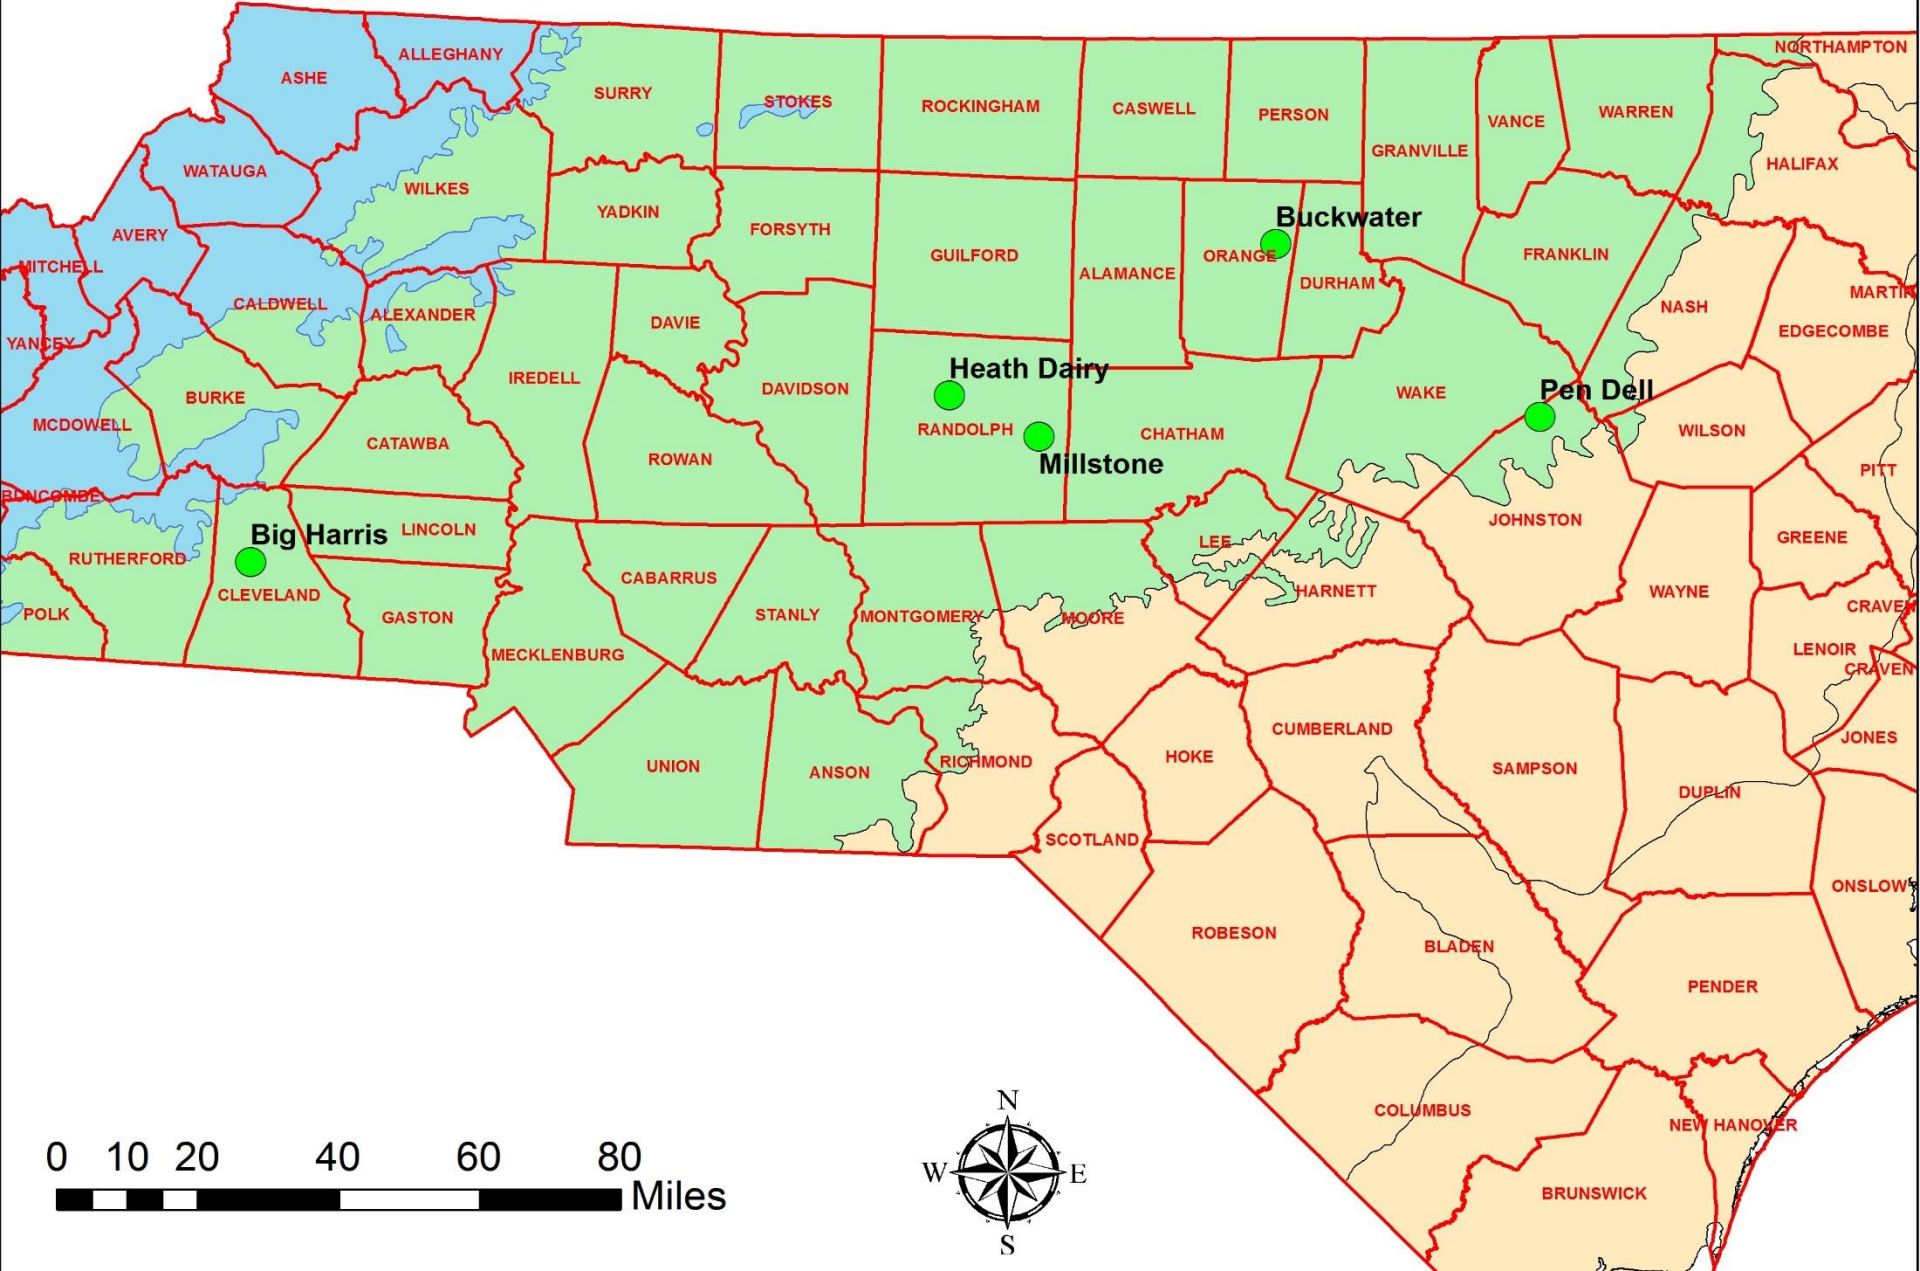 NORTHAMPTON
ALLEGHANY
ASHE
SURRY
STOKES
ROCKINGHAM
CASWELL
PERSON
VANCE
WARREN
GRANVILLE
HALIFAX
WATAUGA
WILKES
YADKIN
FORSYTH
Buckwater
AVERY
GUILFORD
ORANGE
FRANKLIN
MITCHELL
ALAMANCE
DURHAM
MARTIN
CALDWELL
ALEXANDER
DAVIE
NASH
EDGECOMBE
YANCEY
Heath Dairy
IREDELL
DAVIDSON
WAKE
Pen Dell
BURKE
MCDOWELL
CATAWBA
RANDOLPH
CHATHAM
WILSON
ROWAN
Millstone
PITT
BUNCOMBE
Big Harris
LINCOLN
JOHNSTON
GREENE
LEE
RUTHERFORD
CLEVELAND
CABARRUS
HARNETT
WAYNE
CRAVEN
POLK
GASTON
STANLY
MONTGOMERY
MOORE
MECKLENBURG
LENOIR
CRAVEN
CUMBERLAND
JONES
UNION
ANSON
RICHMOND
HOKE
SAMPSON
DUPLIN
SCOTLAND
ONSLOW
ROBESON
BLADEN
PENDER
COLUMBUS
NEW HANOVER
BRUNSWICK
N
W
E
S
0 10 20 40 60 80
Miles